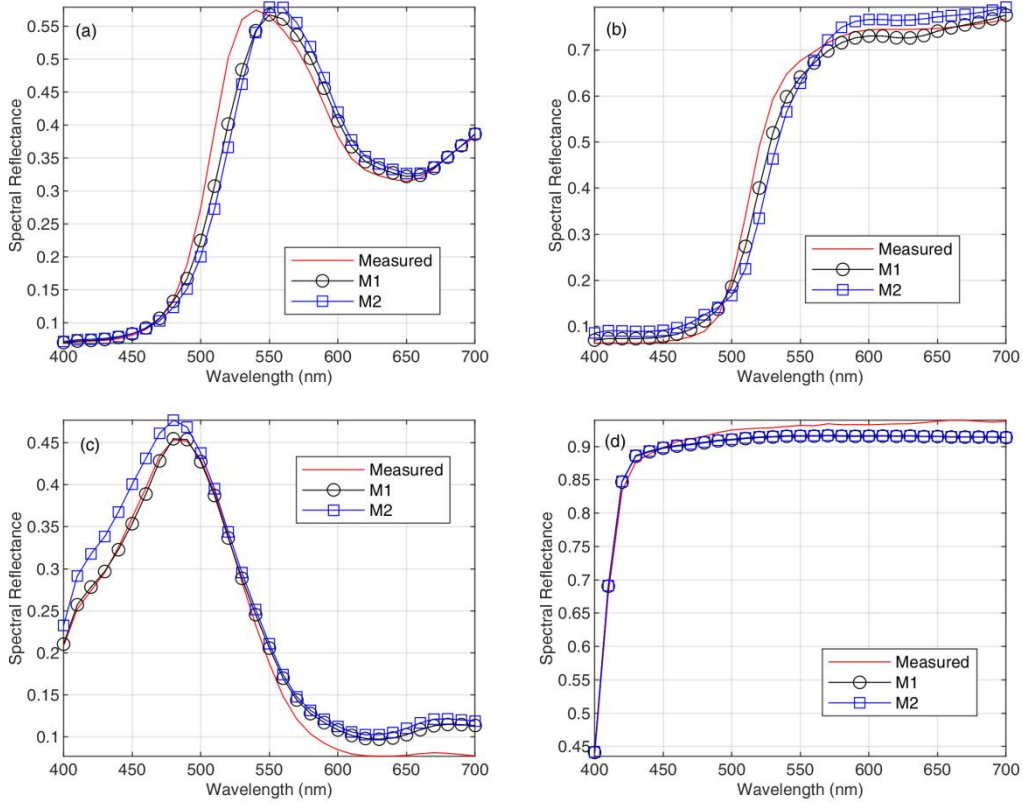 (a)
Spectral Reflectance
0.55
0.5
0.45
0.4
0.35
0.3
0.25
0.2
0.15
0.1
Measured
M1
M2
400 450 500 550 600 650 700
Wavelength (nm)
(b)
Spectral Reflectance
0.7
0.6
0.5
0.4
0.3
0.2
0.1
Measured
M1
M2
400 450 500 550 600 650 700
Wavelength (nm)
(c)
Spectral Reflectance
0.45
0.4
0.35
0.3
0.25
0.2
0.15
0.1
Measured
M1
M2
400 450 500 550 600 650 700
Wavelength (nm)
(d)
Spectral Reflectance
0.9
0.85
0.8
0.75
0.7
0.65
0.6
0.55
0.5
0.45
Measured
M1
M2
400 450 500 550 600 650 700
Wavelength (nm)